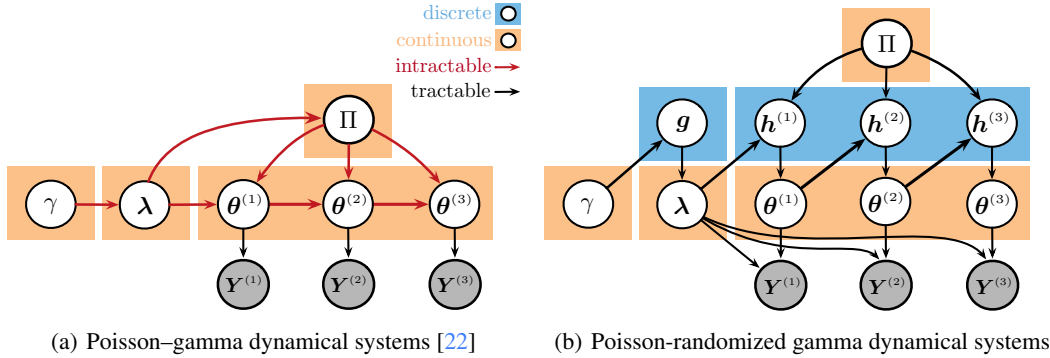 discrete
continuous
intractable
tractable
Π
γ
λ
θ(1)
θ(2)
θ(3)
Y(1)
Y(2)
Y(3)
(a) Poisson–gamma dynamical systems [22]
Π
g
h(1)
h(2)
h(3)
γ
λ
θ(1)
θ(2)
θ(3)
Y(1)
Y(2)
Y(3)
(b) Poisson-randomized gamma dynamical systems